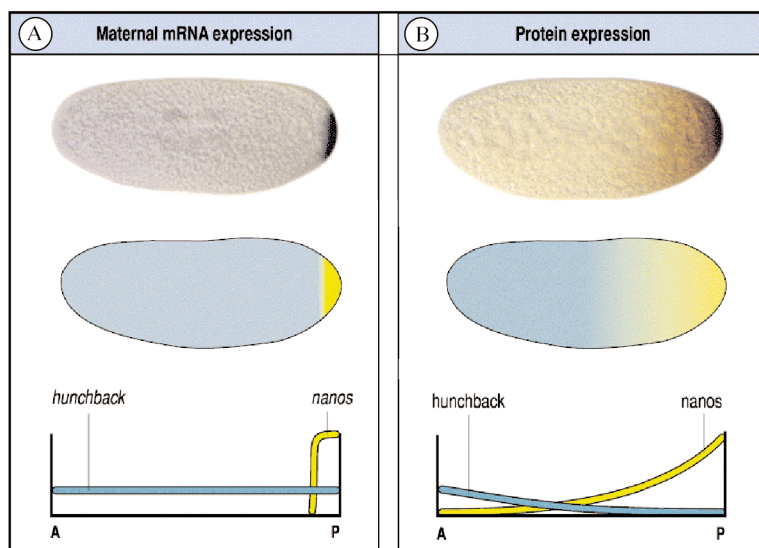 A Maternal mRNA expression
B Protein expression
hunchback nanos
A P
hunchback nanos
A P